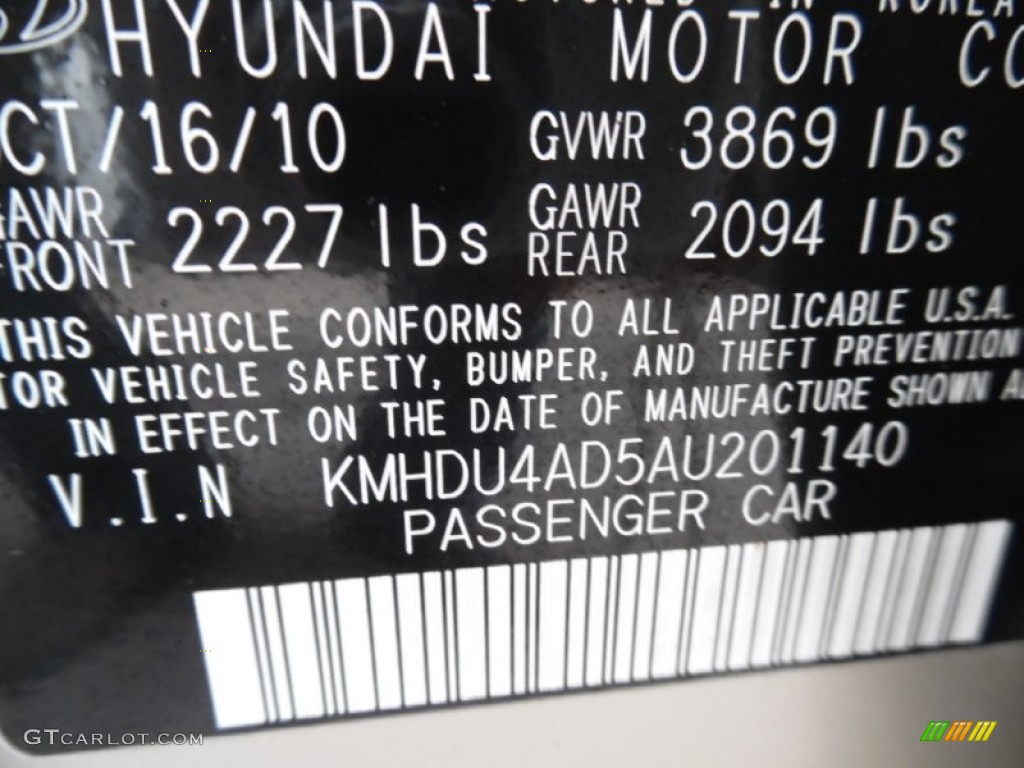 HYUNDAI MOTOR CO
CT/16/10 GVWR 3869 lbs
GAWR FRONT 2227 lbs GAWR REAR 2094 lbs
THIS VEHICLE CONFORMS TO ALL APPLICABLE U.S.A.
TOR VEHICLE SAFETY, BUMPER, AND THEFT PREVENTION
IN EFFECT ON THE DATE OF MANUFACTURE SHOWN A
V.I.N KMHDU4AD5AU201140
PASSENGER CAR
GTCARLOT.COM